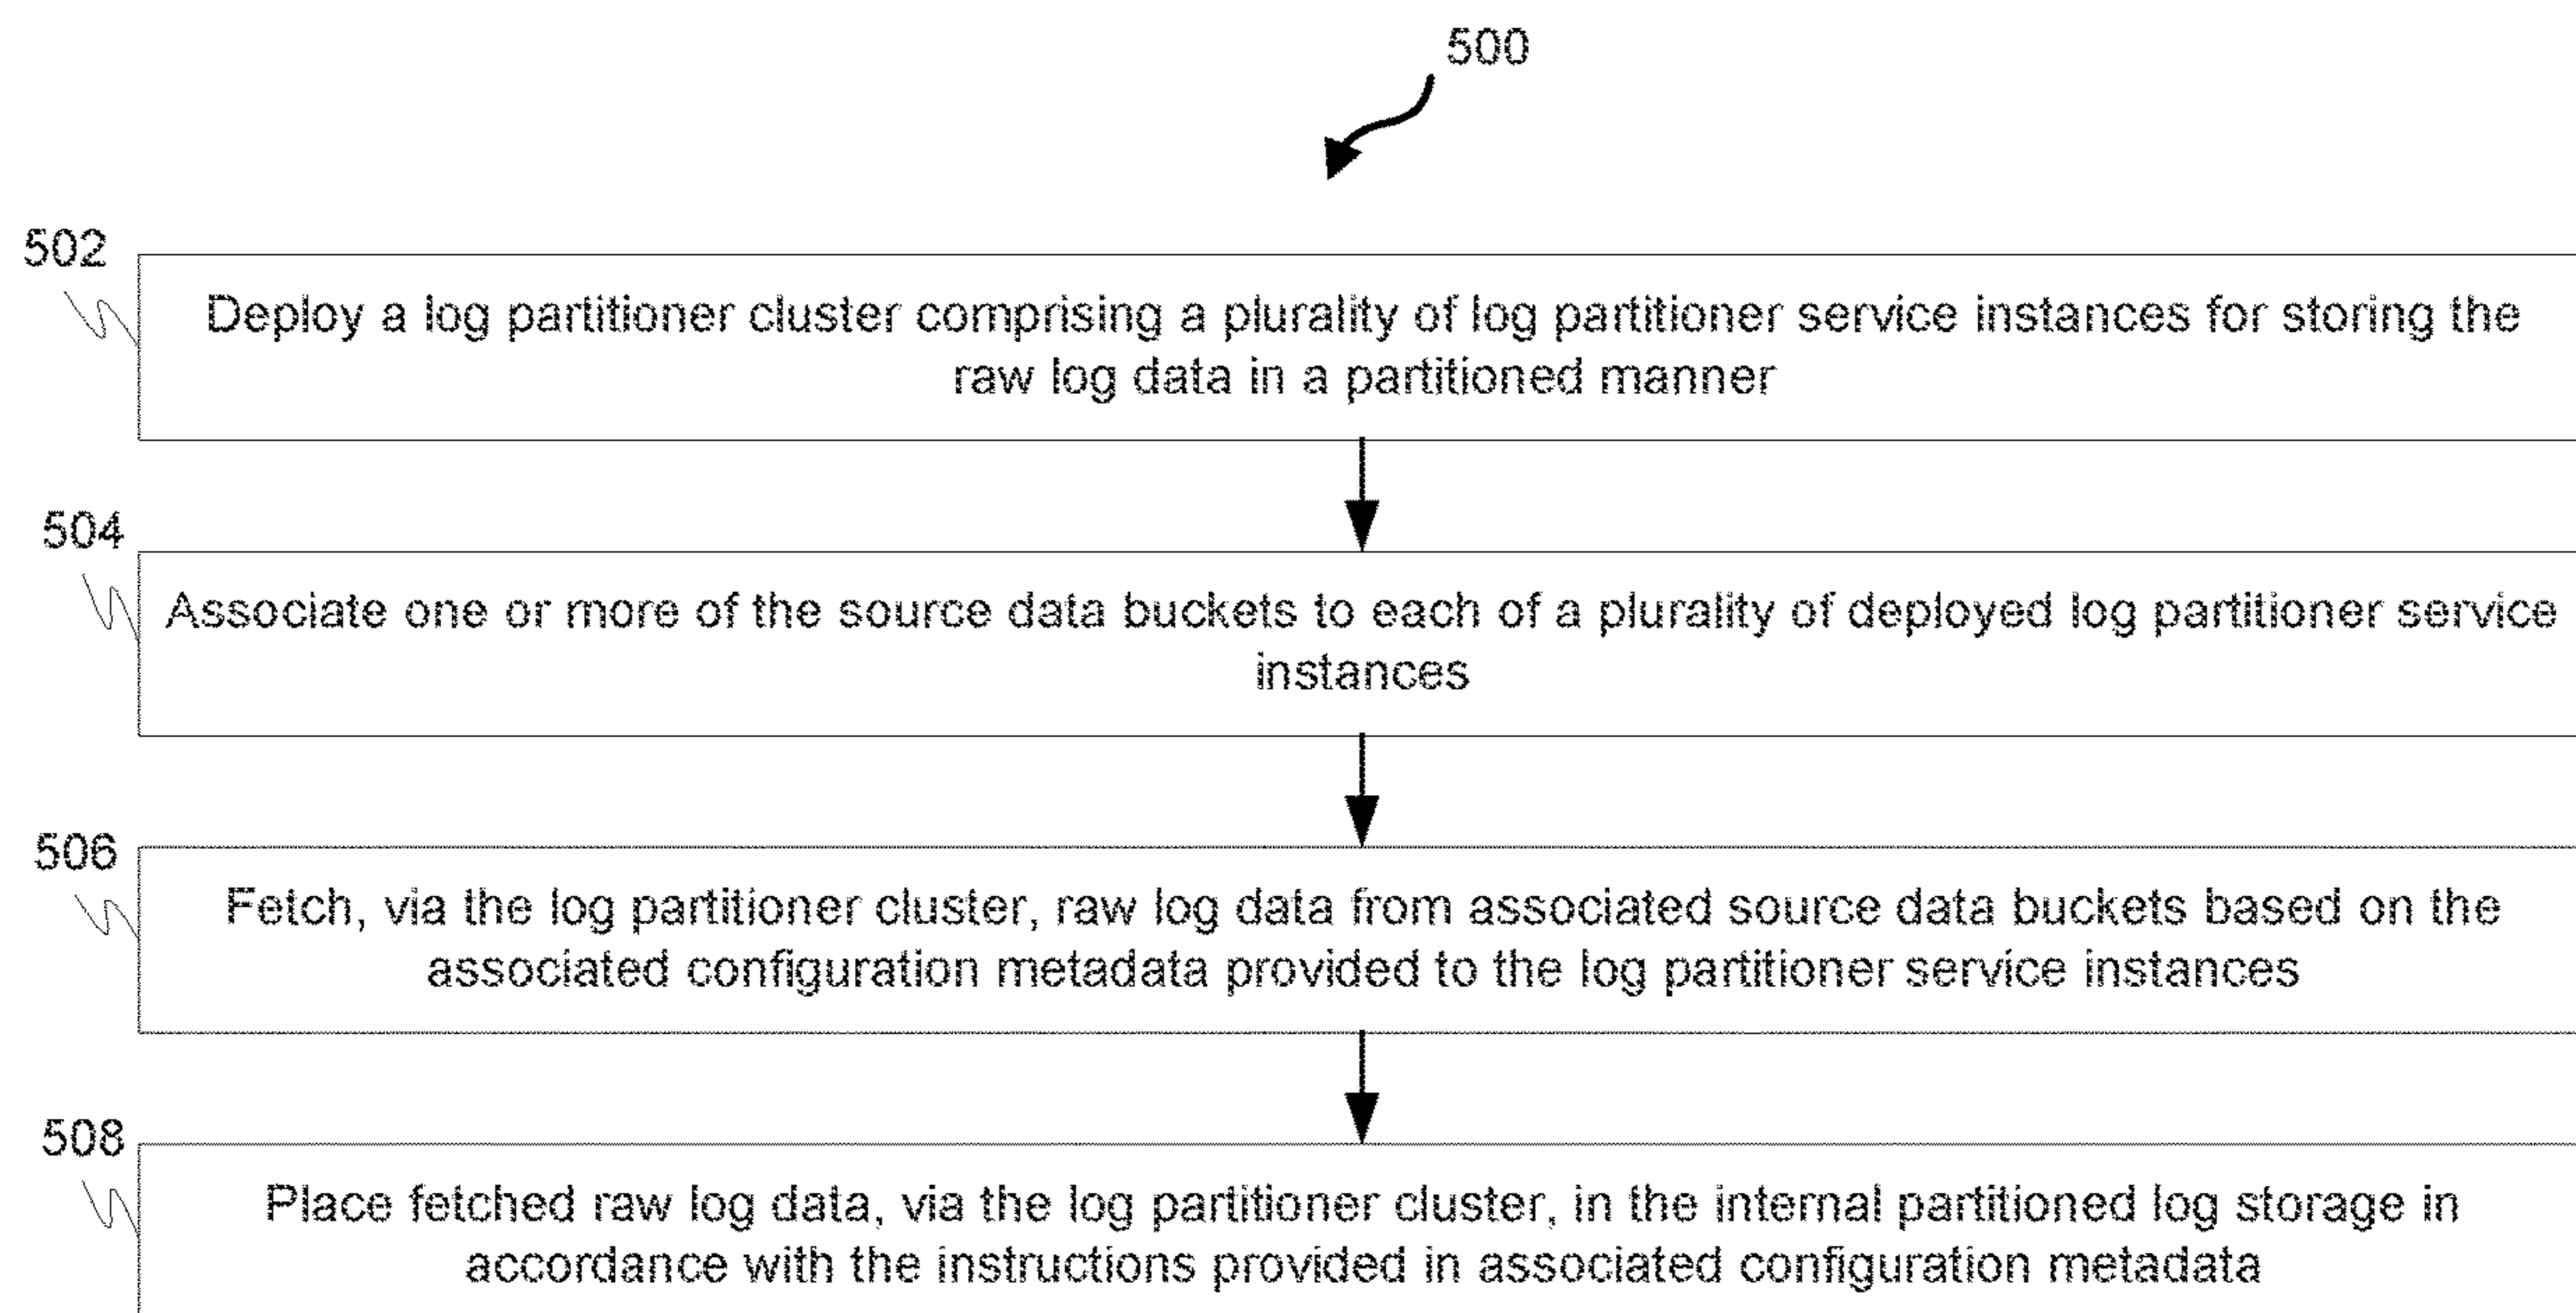 500
502
Deploy a log partitioner cluster comprising a plurality of log partitioner service instances for storing the
raw log data in a partitioned manner
504
Associate one or more of the source data buckets to each of a plurality of deployed log partitioner service
instances
506
Fetch, via the log partitioner cluster, raw log data from associated source data buckets based on the
associated configuration metadata provided to the log partitioner service instances
508
Place fetched raw log data, via the log partitioner cluster, in the internal partitioned log storage in
accordance with the instructions provided in associated configuration metadata